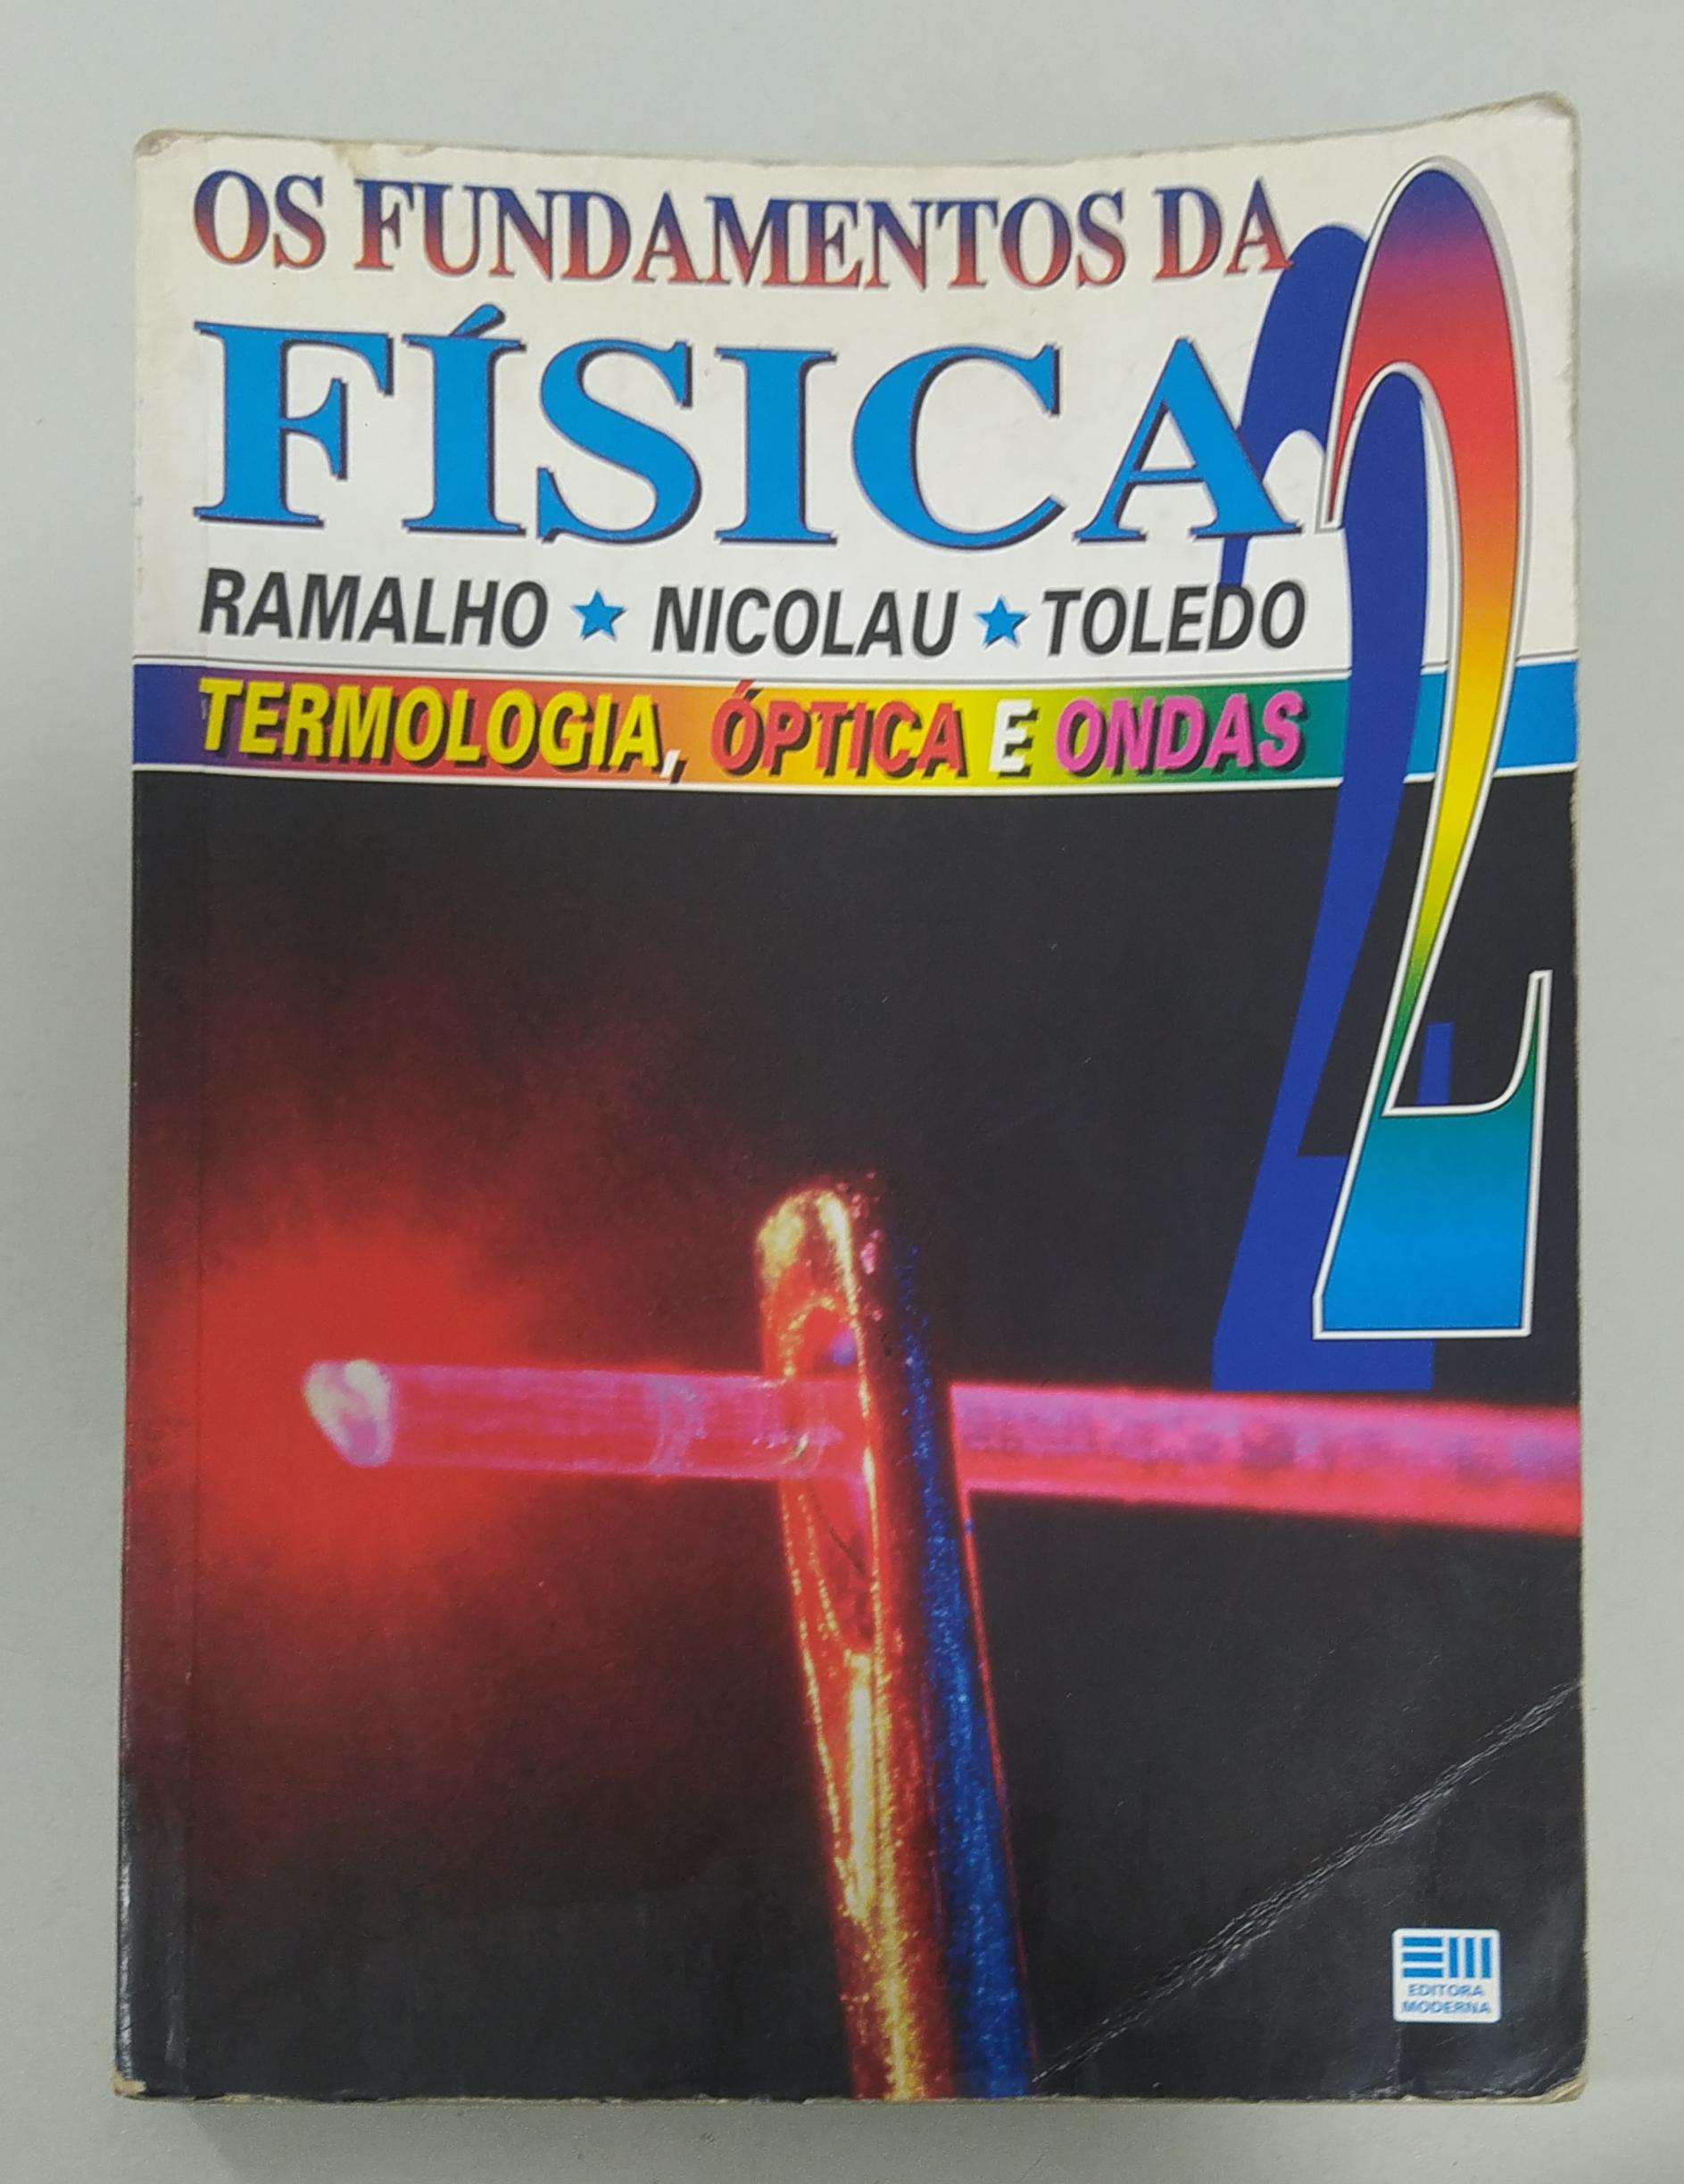 OS FUNDAMENTOS DA
FÍSICA 2
RAMALHO ★ NICOLAU ★ TOLEDO
TERMOLOGIA, ÓPTICA E ONDAS
EDITORA
MODERNA